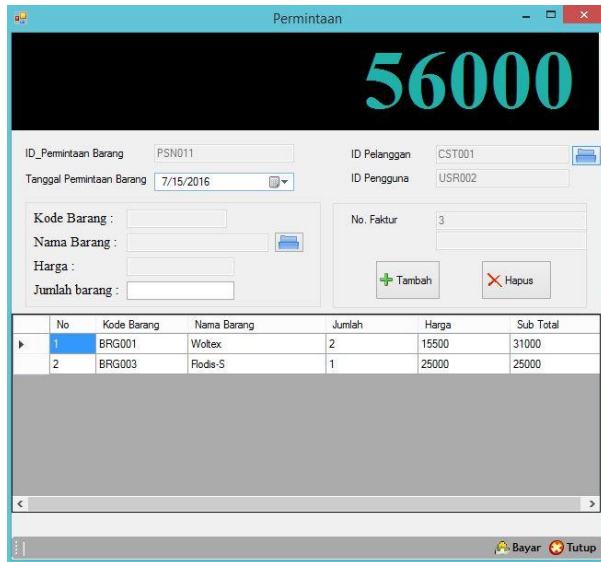 Permintaan
56000
ID_Pemintaan Barang PSN011 ID Pelanggan CST001
Tanggal Pemintaan Barang 7/15/2016 ID Pengguna USR002
Kode Barang : No. Faktur 3
Nama Barang :
Harga :
Jumlah barang : Tambah Hapus
No Kode Barang Nama Barang Jumlah Harga Sub Total
1 BRG001 Woltex 2 15500 31000
2 BRG003 Flodis-S 1 25000 25000
Bayar Tutup